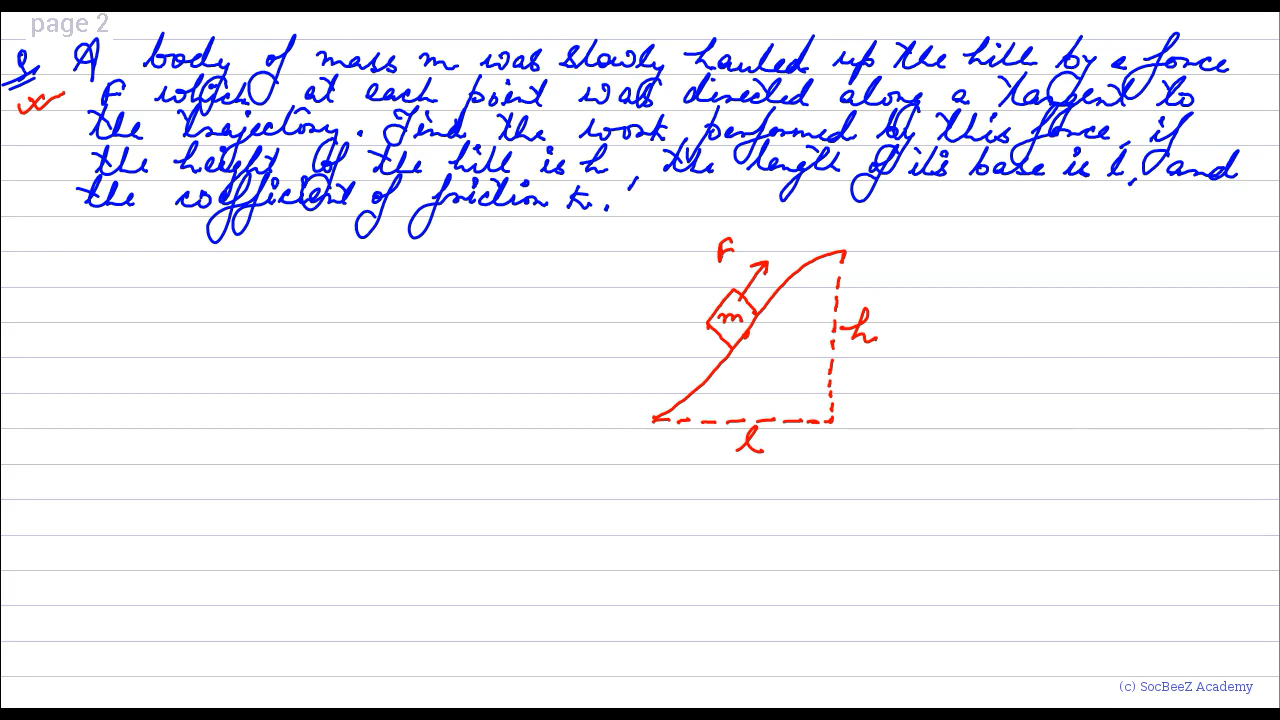 page 2
Q A body of mass m was slowly hauled up the hill by a force
F which at each point was directed along a tangent to
the trajectory. Find the work performed by this force, if
the height of the hill is h, the length of its base is l, and
the coefficient of friction k.
F
m
h
l
(c) SocBeeZ Academy